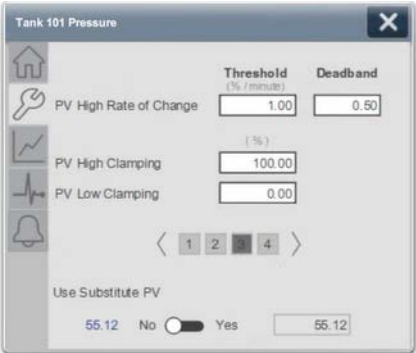 Tank 101 Pressure
Threshold Deadband
(% / minute)
PV High Rate of Change 1.00 0.50
(%)
PV High Clamping 100.00
PV Low Clamping 0.00
1 2 3 4
Use Substitute PV
55.12 No Yes 55.12